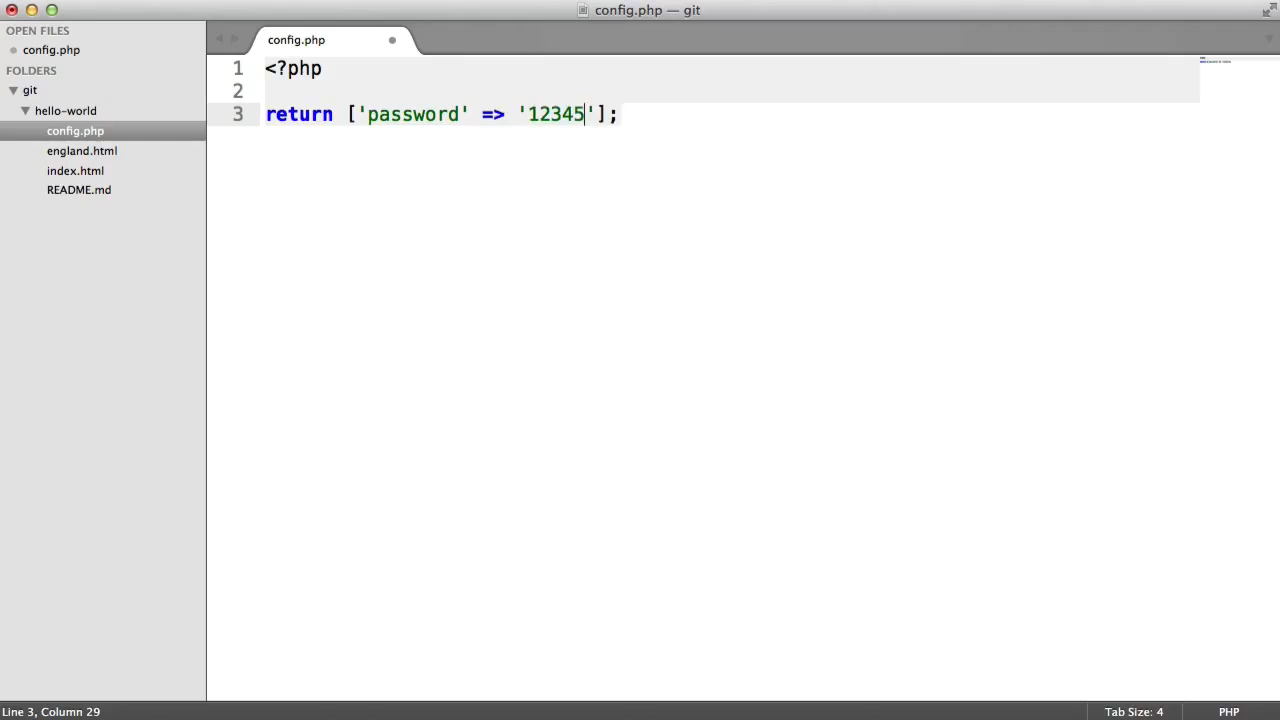 config.php — git
OPEN FILES
config.php
FOLDERS
git
hello-world
config.php
england.html
index.html
README.md
config.php
1 <?php
2
3 return ['password' => '12345'];
Line 3, Column 29
Tab Size: 4
PHP